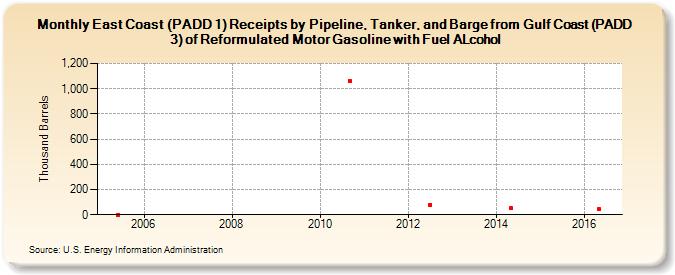 Monthly East Coast (PADD 1) Receipts by Pipeline, Tanker, and Barge from Gulf Coast (PADD
3) of Reformulated Motor Gasoline with Fuel ALcohol
Thousand Barrels
1,200
1,000
800
600
400
200
0
2006 2008 2010 2012 2014 2016
Source: U.S. Energy Information Administration